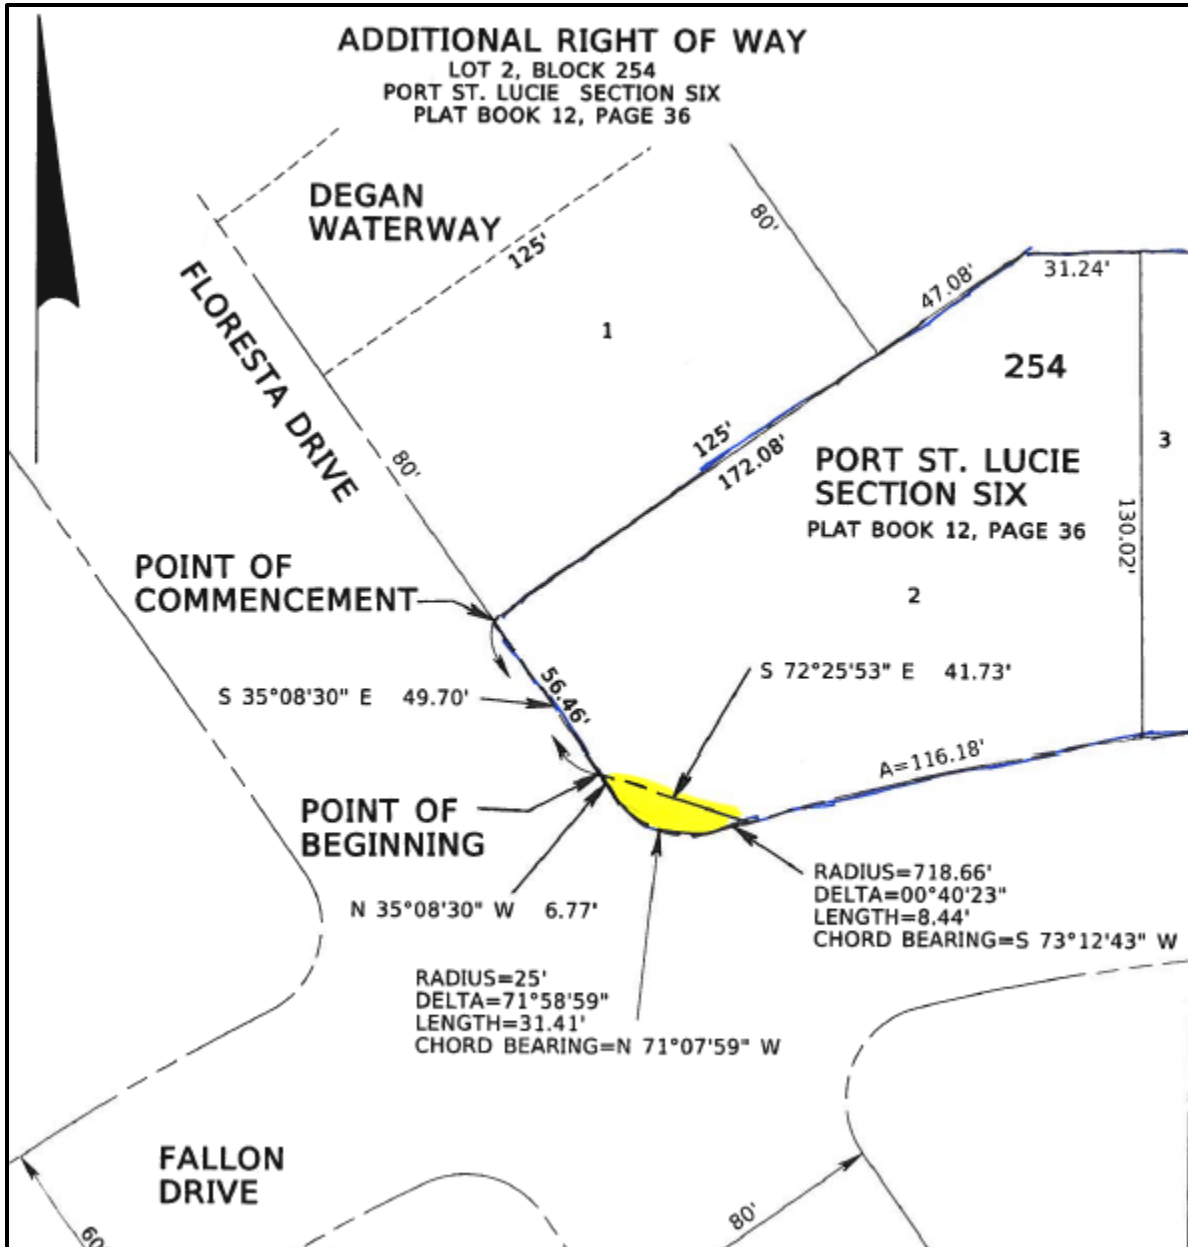 ADDITIONAL RIGHT OF WAY
LOT 2, BLOCK 254
PORT ST. LUCIE SECTION SIX
PLAT BOOK 12, PAGE 36
DEGAN
WATERWAY
125'
80'
FLORESTA DRIVE
1
47.08'
31.24'
254
125'
172.08'
80'
PORT ST. LUCIE
SECTION SIX
PLAT BOOK 12, PAGE 36
3
130.02'
2
POINT OF
COMMENCEMENT
S 35°08'30" E 49.70'
56.46'
S 72°25'53" E 41.73'
A=116.18'
POINT OF
BEGINNING
N 35°08'30" W 6.77'
RADIUS=718.66'
DELTA=00°40'23"
LENGTH=8.44'
CHORD BEARING=S 73°12'43" W
RADIUS=25'
DELTA=71°58'59"
LENGTH=31.41'
CHORD BEARING=N 71°07'59" W
FALLON
DRIVE
60
80'